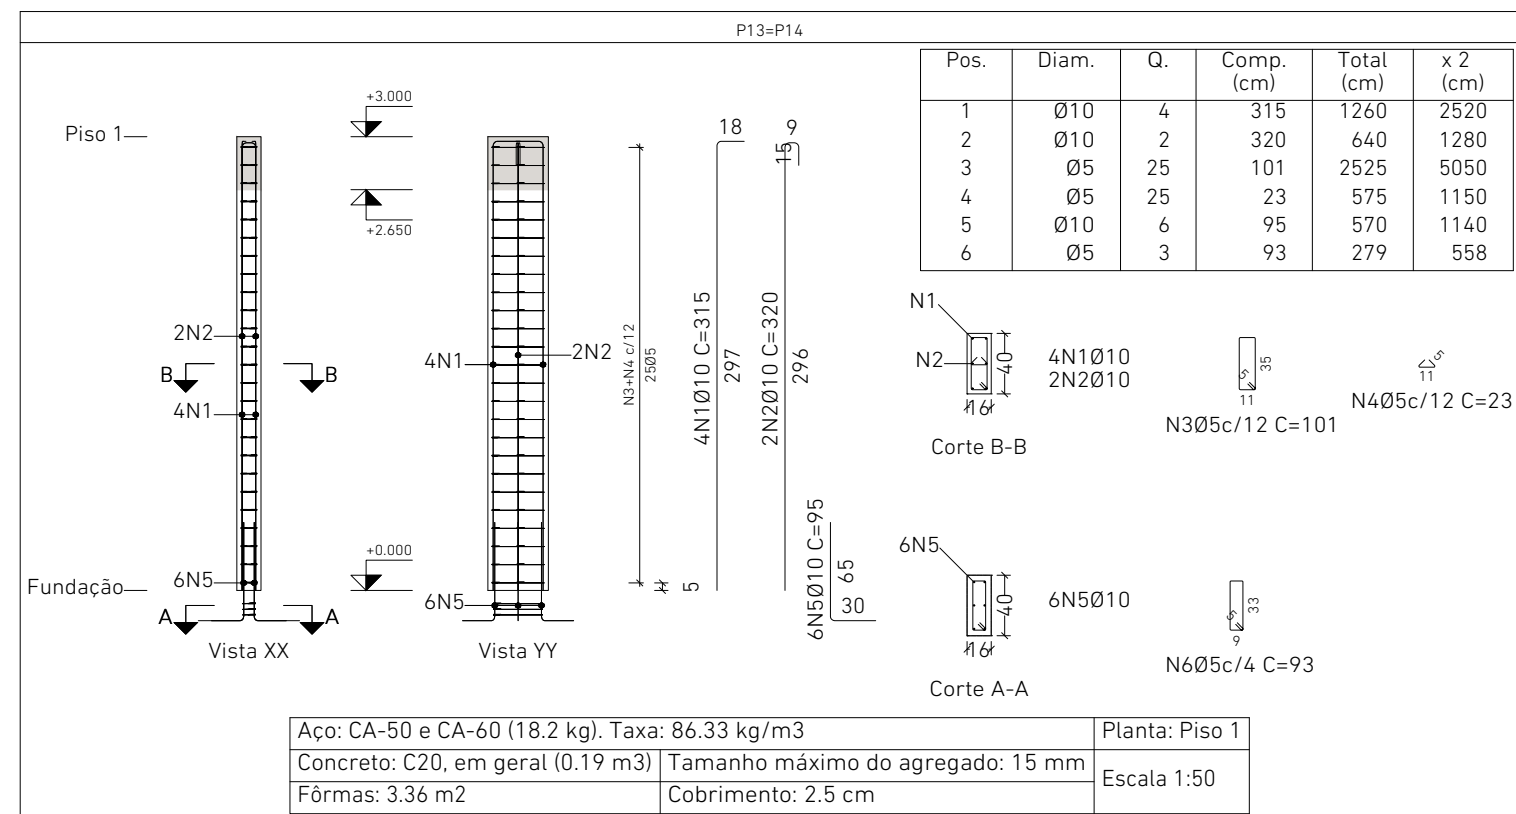 P13=P14
Pos. Diam. Q. Comp. (cm) Total (cm) x 2 (cm)
1 Ø10 4 315 1260 2520
2 Ø10 2 320 640 1280
3 Ø5 25 101 2525 5050
4 Ø5 25 23 575 1150
5 Ø10 6 95 570 1140
6 Ø5 3 93 279 558
Piso 1
+3.000
+2.650
+0.000
Fundação
2N2
B B
4N1
6N5
A A
Vista XX
4N1
2N2
6N5
Vista YY
N3+N4 c/12
25Ø5
5
18
4N1Ø10 C=315
297
9
15
2N2Ø10 C=320
296
6N5Ø10 C=95
65
30
N1
N2
40
16
4N1Ø10
2N2Ø10
Corte B-B
5
35
11
N3Ø5c/12 C=101
5
11
N4Ø5c/12 C=23
6N5
40
16
6N5Ø10
Corte A-A
5
33
9
N6Ø5c/4 C=93
Aço: CA-50 e CA-60 (18.2 kg). Taxa: 86.33 kg/m3
Planta: Piso 1
Concreto: C20, em geral (0.19 m3)
Tamanho máximo do agregado: 15 mm
Escala 1:50
Fôrmas: 3.36 m2
Cobrimento: 2.5 cm